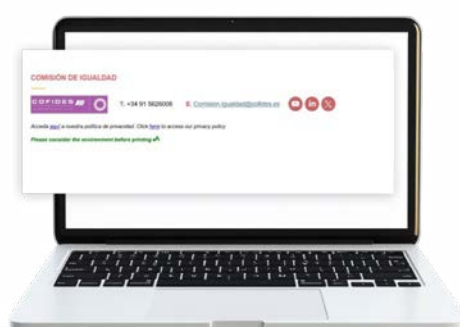 COMISIÓN DE IGUALDAD
COFIDES
T. +34 91 5626008 E. Comision.igualdad@cofides.es
Acceda aquí a nuestra política de privacidad. Click here to access our privacy policy
Please consider the environment before printing